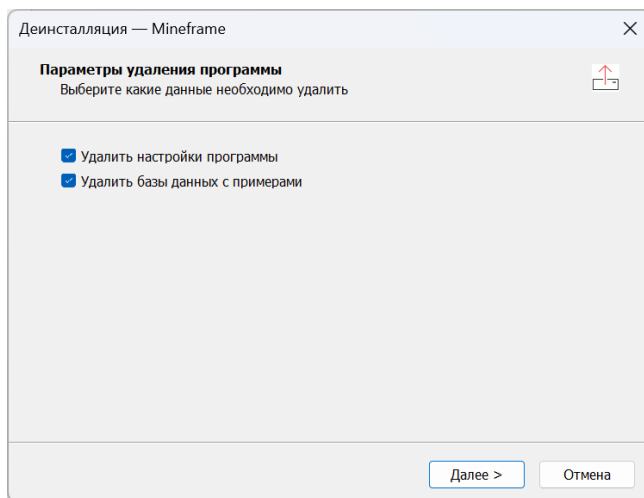 Деинсталляция — Mineframe
Параметры удаления программы
Выберите какие данные необходимо удалить
Удалить настройки программы
Удалить базы данных с примерами
Далее >
Отмена